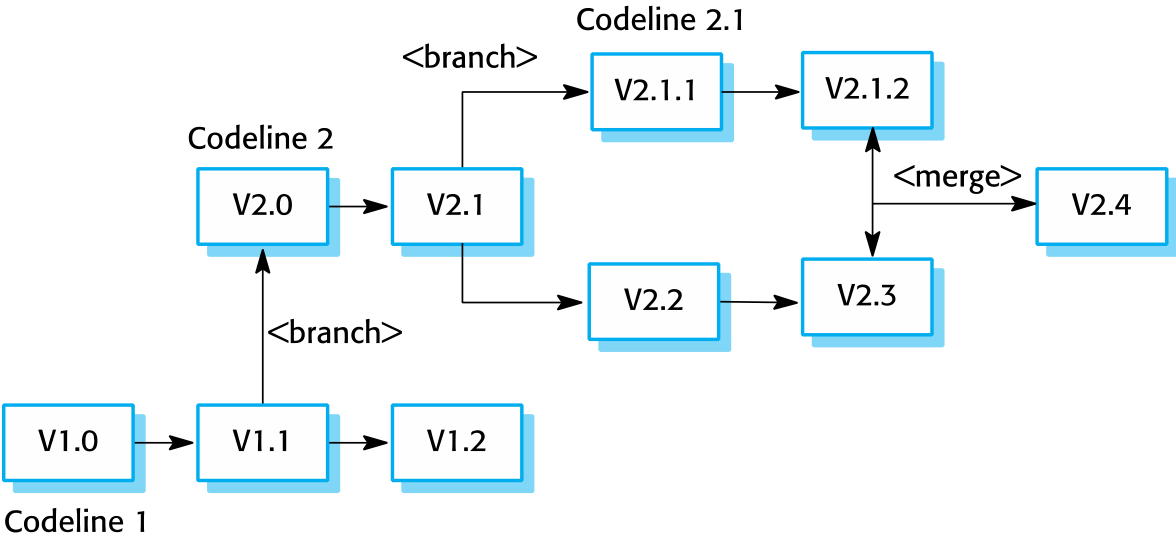 Codeline 2.1
<branch>
V2.1.1
V2.1.2
Codeline 2
V2.0
V2.1
<merge>
V2.4
V2.2
V2.3
<branch>
V1.0
V1.1
V1.2
Codeline 1